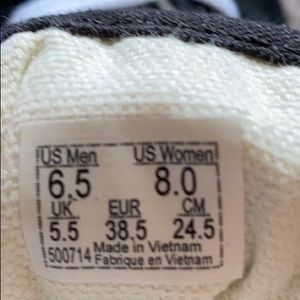 US Men US Women
6.5 8.0
UK EUR CM
5.5 38.5 24.5
500714 Made in Vietnam
Fabrique en Vietnam